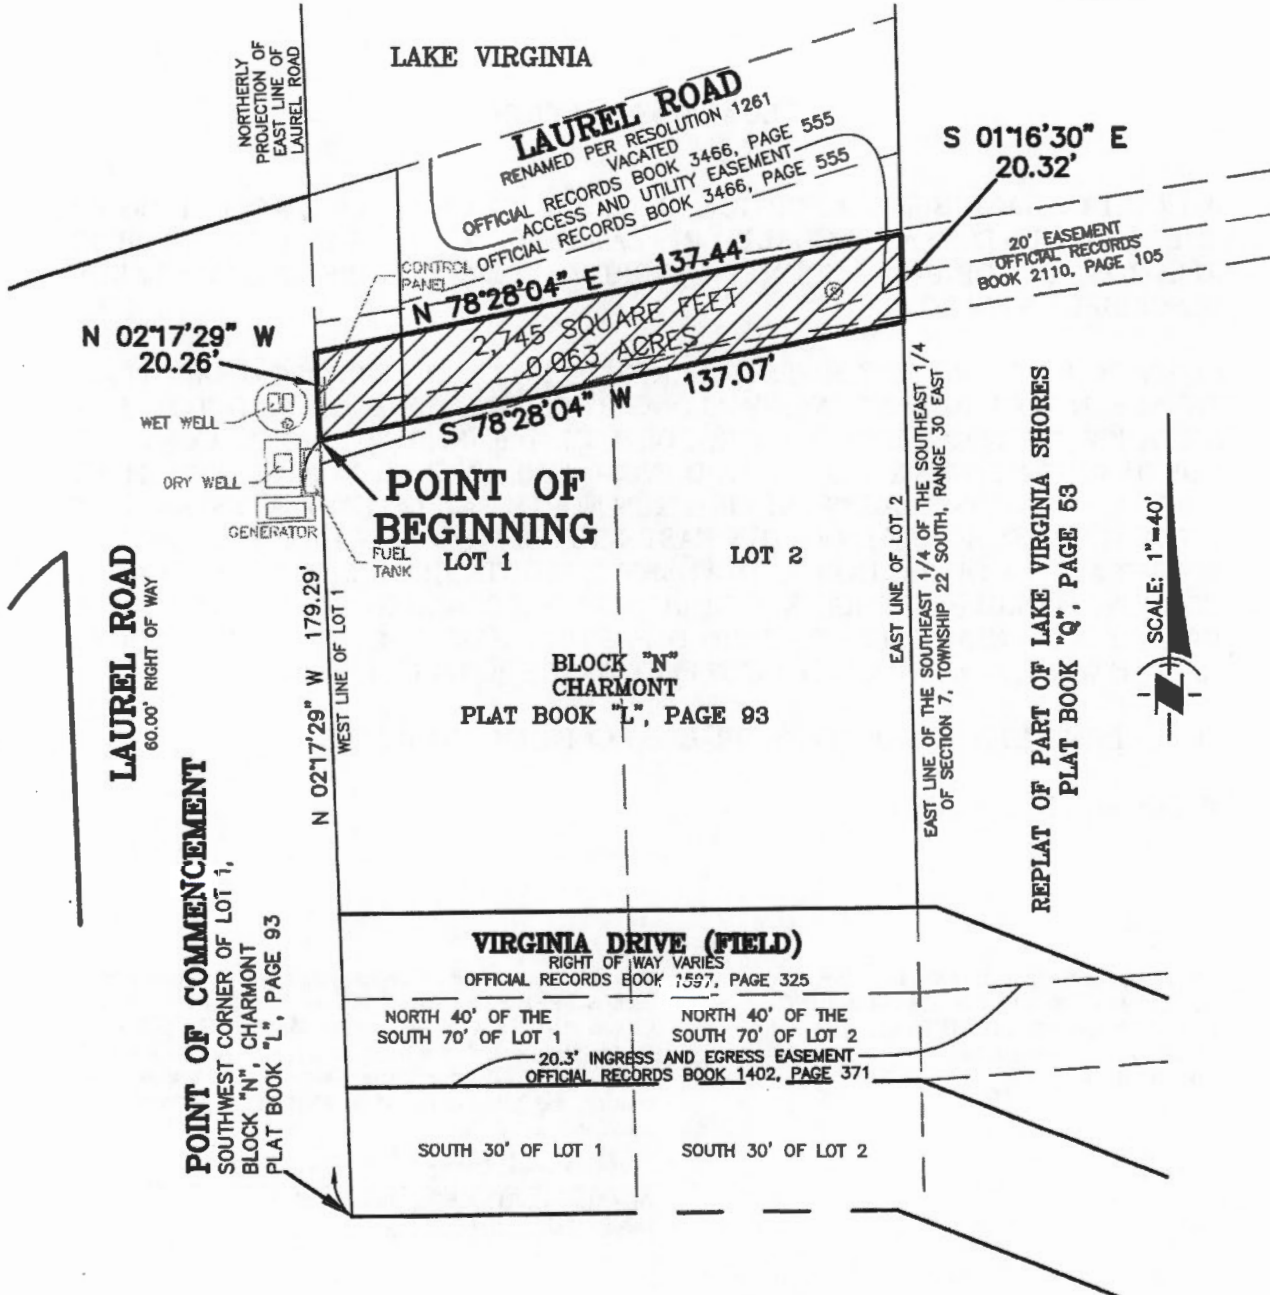 NORTHERLY
PROJECTION OF
EAST LINE OF
LAUREL ROAD
LAKE VIRGINIA
LAUREL ROAD
RENAMED PER RESOLUTION 1261
VACATED
OFFICIAL RECORDS BOOK 3466, PAGE 555
ACCESS AND UTILITY EASEMENT
OFFICIAL RECORDS BOOK 3466, PAGE 555
S 01°16'30" E
20.32'
20' EASEMENT
OFFICIAL RECORDS
BOOK 2110, PAGE 105
CONTROL
PANEL
N 78°28'04" E 137.44'
2,745 SQUARE FEET
0.063 ACRES
S 78°28'04" W 137.07'
N 02°17'29" W
20.26'
WET WELL
DRY WELL
GENERATOR
FUEL
TANK
POINT OF
BEGINNING
LOT 1
LOT 2
LAUREL ROAD
60.00' RIGHT OF WAY
N 02°17'29" W 179.29'
WEST LINE OF LOT 1
BLOCK "N"
CHARMONT
PLAT BOOK "L", PAGE 93
EAST LINE OF LOT 2
EAST LINE OF THE SOUTHEAST 1/4 OF THE SOUTHEAST 1/4
OF SECTION 7, TOWNSHIP 22 SOUTH, RANGE 30 EAST
REPLAT OF PART OF LAKE VIRGINIA SHORES
PLAT BOOK "Q", PAGE 53
SCALE: 1"=40'
N
POINT OF COMMENCEMENT
SOUTHWEST CORNER OF LOT 1,
BLOCK "N", CHARMONT
PLAT BOOK "L", PAGE 93
VIRGINIA DRIVE (FIELD)
RIGHT OF WAY VARIES
OFFICIAL RECORDS BOOK 1597, PAGE 325
NORTH 40' OF THE
SOUTH 70' OF LOT 1
NORTH 40' OF THE
SOUTH 70' OF LOT 2
20.3' INGRESS AND EGRESS EASEMENT
OFFICIAL RECORDS BOOK 1402, PAGE 371
SOUTH 30' OF LOT 1
SOUTH 30' OF LOT 2